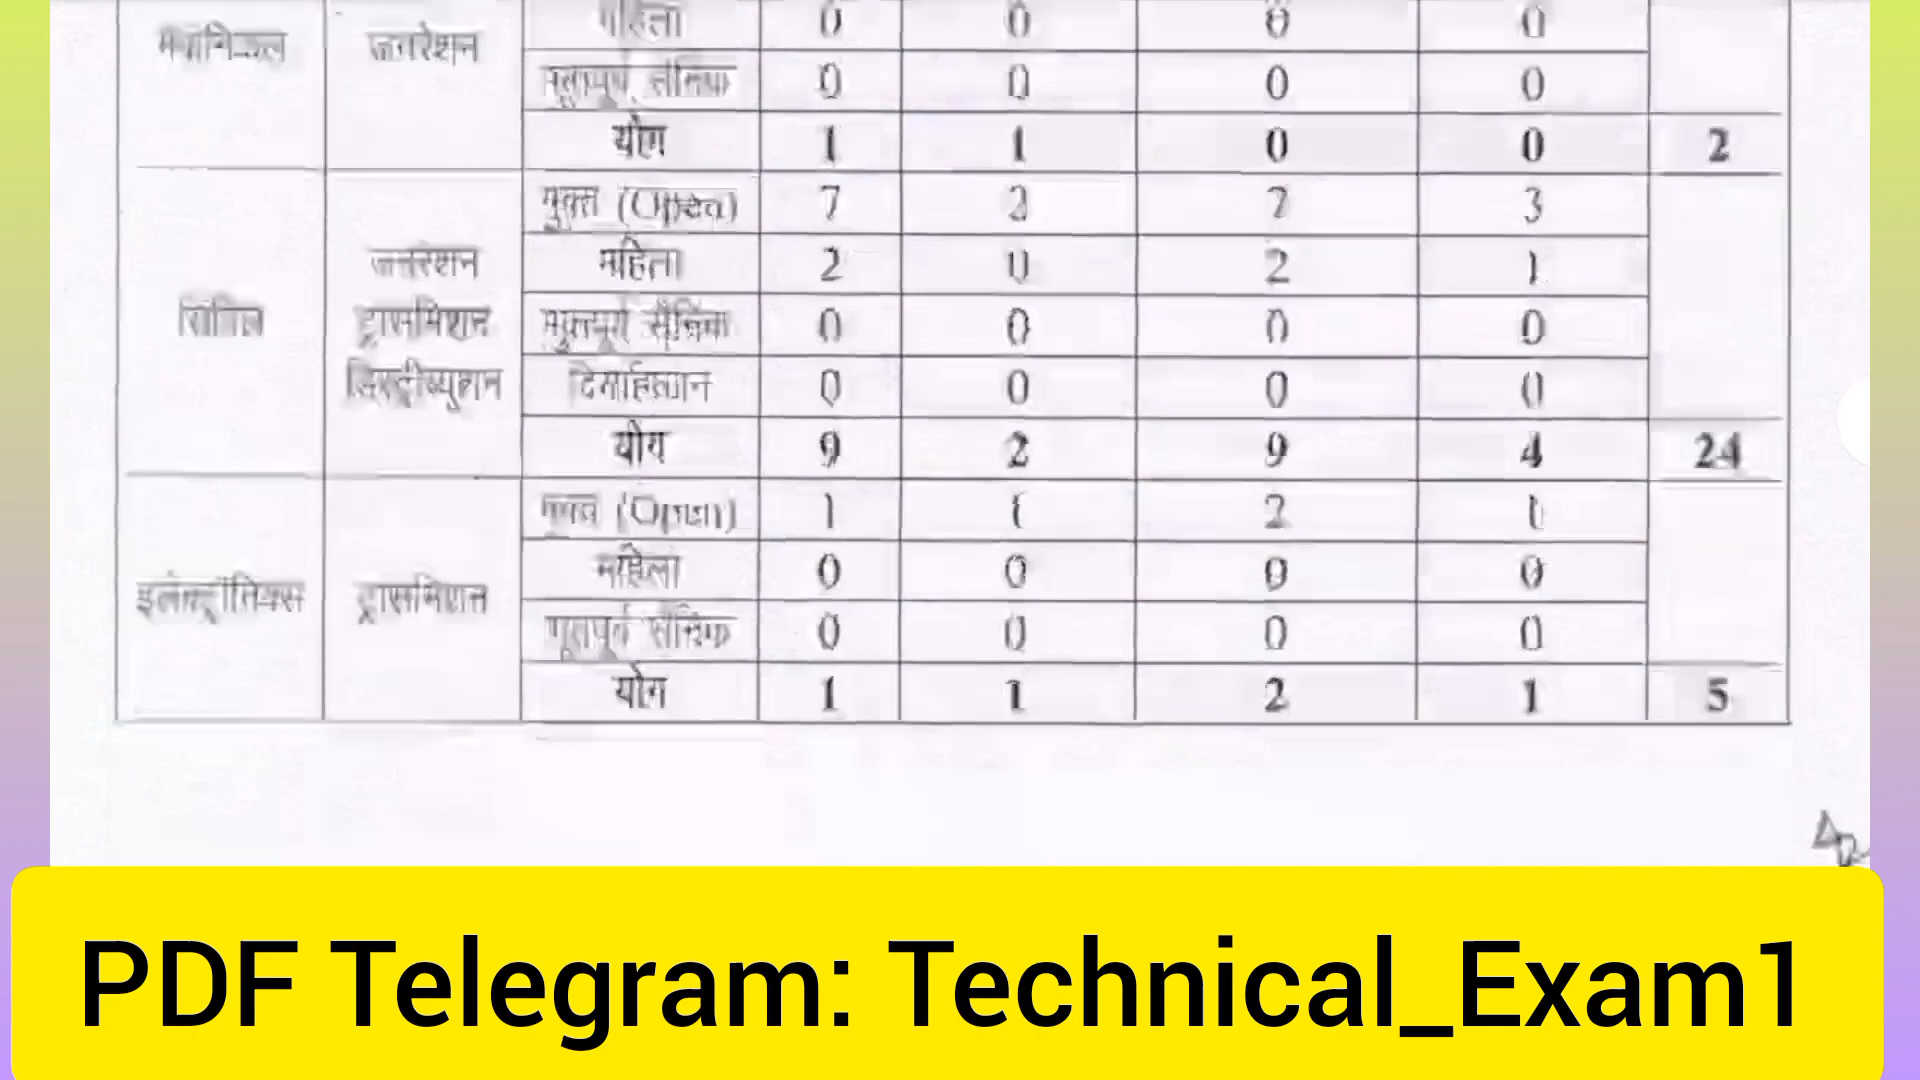 महिला 0 0 0 0
मैकानिकल जनरेशन
भूतपूर्व सैनिक 0 0 0 0
योग 1 1 0 0 2
मुक्त (Open) 7 2 7 3
महिला 2 0 2 1
सिविल जनरेशन ट्रांसमिशन डिस्ट्रीब्युशन
भूतपूर्व सैनिक 0 0 0 0
0 0 0 0
योग 9 2 9 4 24
मुक्त (Open) 1 1 2 1
महिला 0 0 0 0
इलेक्ट्रॉनिक्स ट्रांसमिशन
भूतपूर्व सैनिक 0 0 0 0
योग 1 1 2 1 5
PDF Telegram: Technical_Exam1